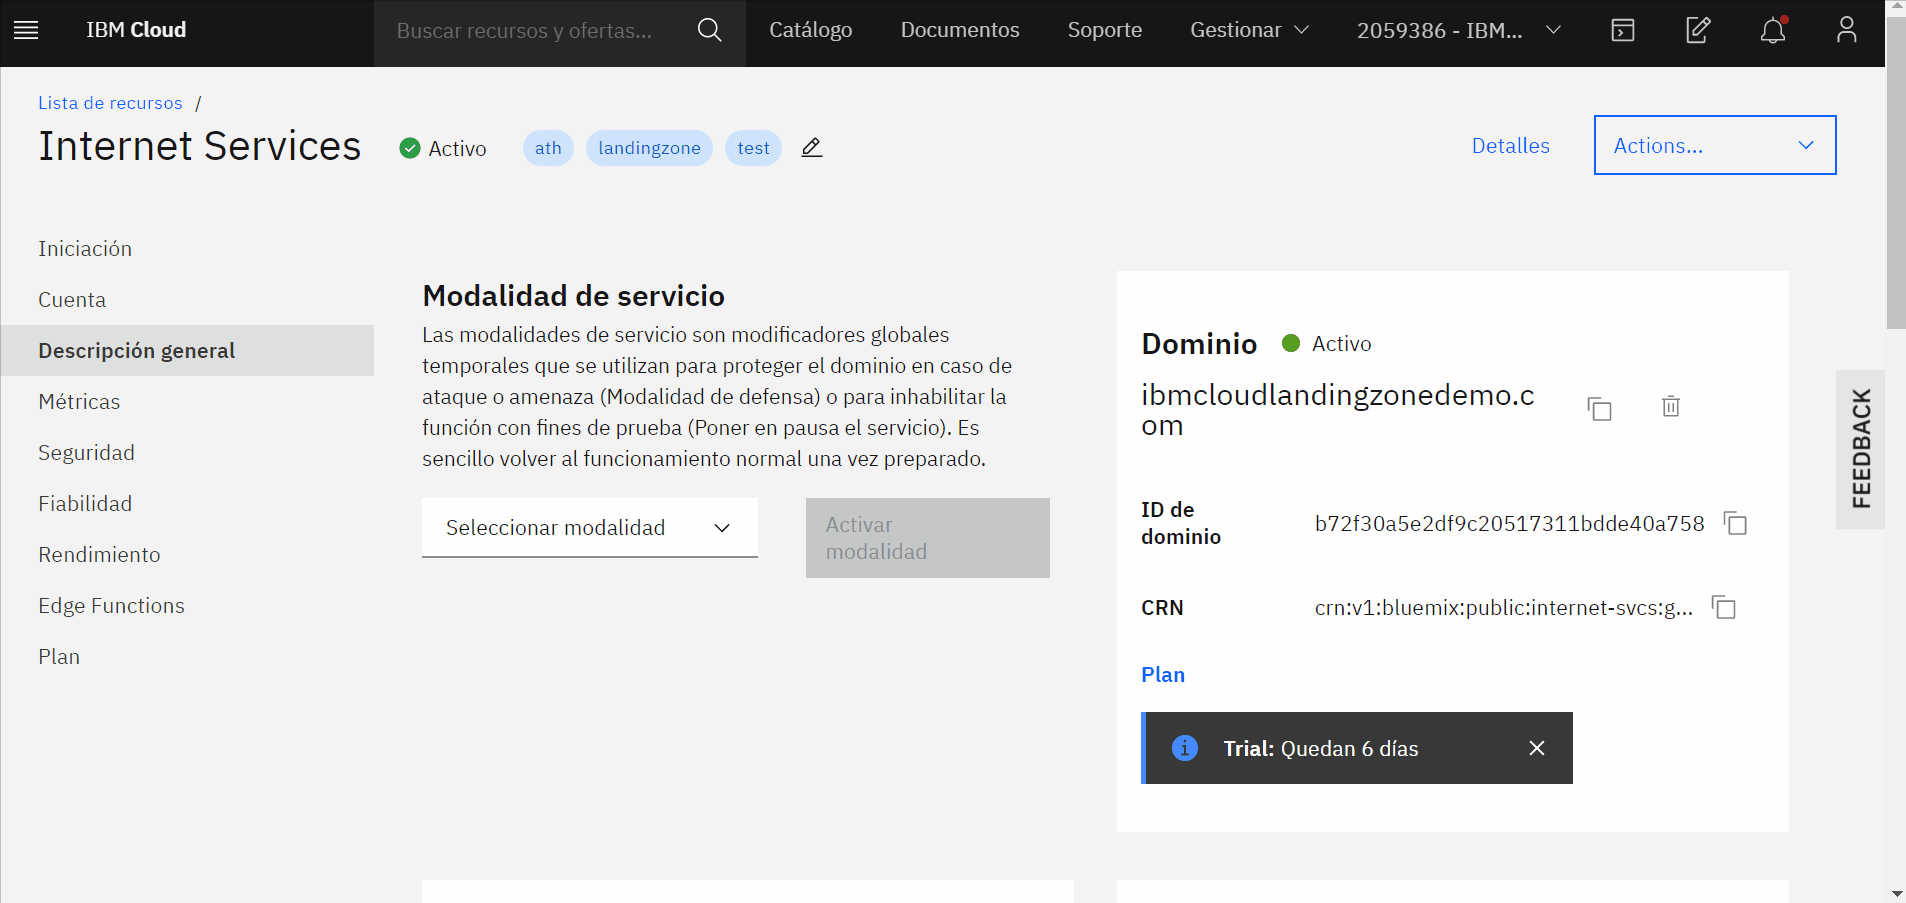 IBM Cloud
Buscar recursos y ofertas...
Catálogo
Documentos
Soporte
Gestionar
2059386 - IBM...
Lista de recursos /
Internet Services
Activo
ath
landingzone
test
Detalles
Actions...
Iniciación
Cuenta
Descripción general
Métricas
Seguridad
Fiabilidad
Rendimiento
Edge Functions
Plan
Modalidad de servicio
Las modalidades de servicio son modificadores globales
temporales que se utilizan para proteger el dominio en caso de
ataque o amenaza (Modalidad de defensa) o para inhabilitar la
función con fines de prueba (Poner en pausa el servicio). Es
sencillo volver al funcionamiento normal una vez preparado.
Seleccionar modalidad
Activar
modalidad
Dominio
Activo
ibmcloudlandingzonedemo.c
om
ID de
dominio
b72f30a5e2df9c20517311bdde40a758
CRN
crn:v1:bluemix:public:internet-svcs:g...
Plan
Trial: Quedan 6 días
FEEDBACK